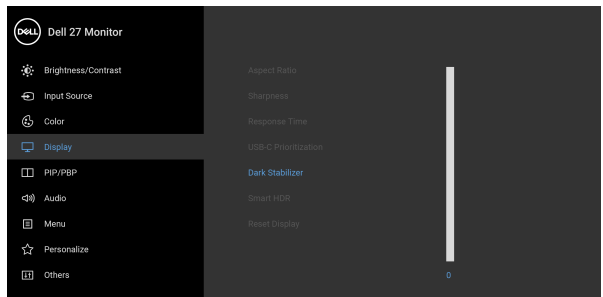 DELL Dell 27 Monitor
Brightness/Contrast
Input Source
Color
Display
PIP/PBP
Audio
Menu
Personalize
Others
Aspect Ratio
Sharpness
Response Time
USB-C Prioritization
Dark Stabilizer
Smart HDR
Reset Display
0